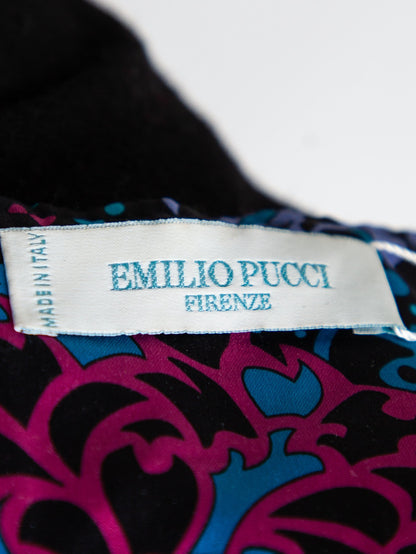 MADE IN ITALY
EMILIO PUCCI
FIRENZE